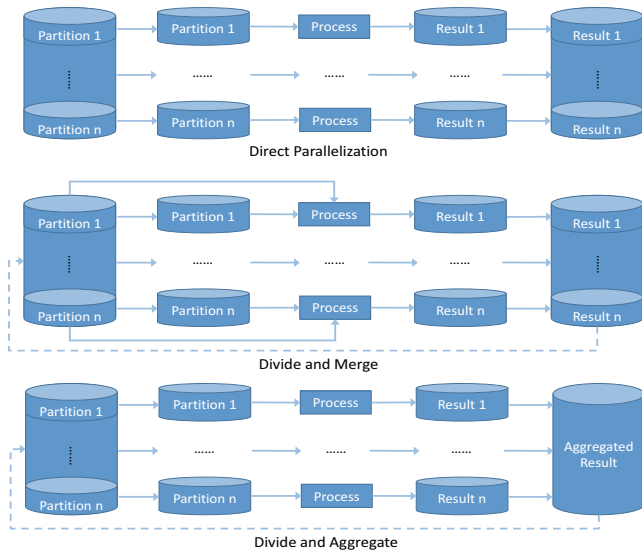 Partition 1 Partition 1 Process Result 1 Result 1
...... ...... ...... ...... ......
Partition n Partition n Process Result n Result n
Direct Parallelization
Partition 1 Partition 1 Process Result 1 Result 1
...... ...... ...... ...... ......
Partition n Partition n Process Result n Result n
Divide and Merge
Partition 1 Partition 1 Process Result 1
...... ...... ...... ...... Aggregated
Result
Partition n Partition n Process Result n
Divide and Aggregate